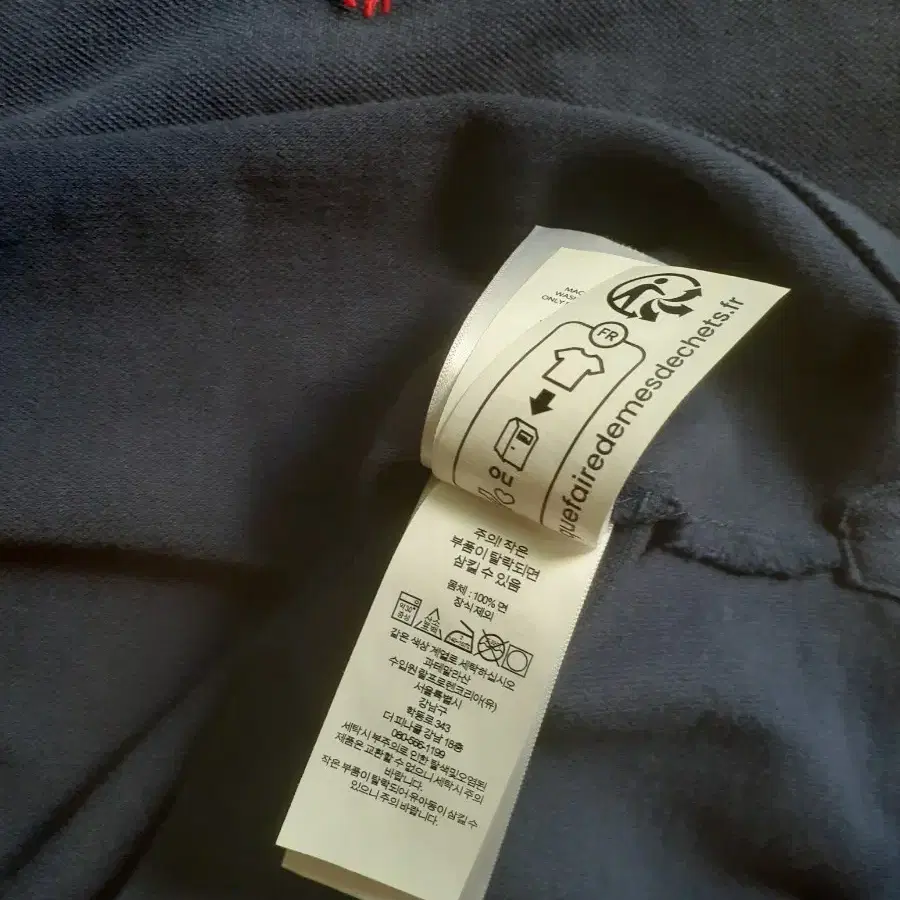 MAC
WAS
ONLY
FR
OU
quefairedemesdechets.fr
주의! 작은
부품이 탈락되면
삼킬 수 있음
몸체 : 100% 면
장식제외
같은 색상 계열로 세탁하십시오
과테말라산
수입원 랄프로렌코리아(유)
서울특별시
강남구
학동로 343
더 피나클 강남 18층
080-566-1199
세탁시 부주의로 인한 탈색및오염된
제품은 교환할 수 없으니 세탁시 주의
바랍니다.
작은 부품이 탈락되어 유아동이 삼킬 수
있으니 주의 바랍니다.